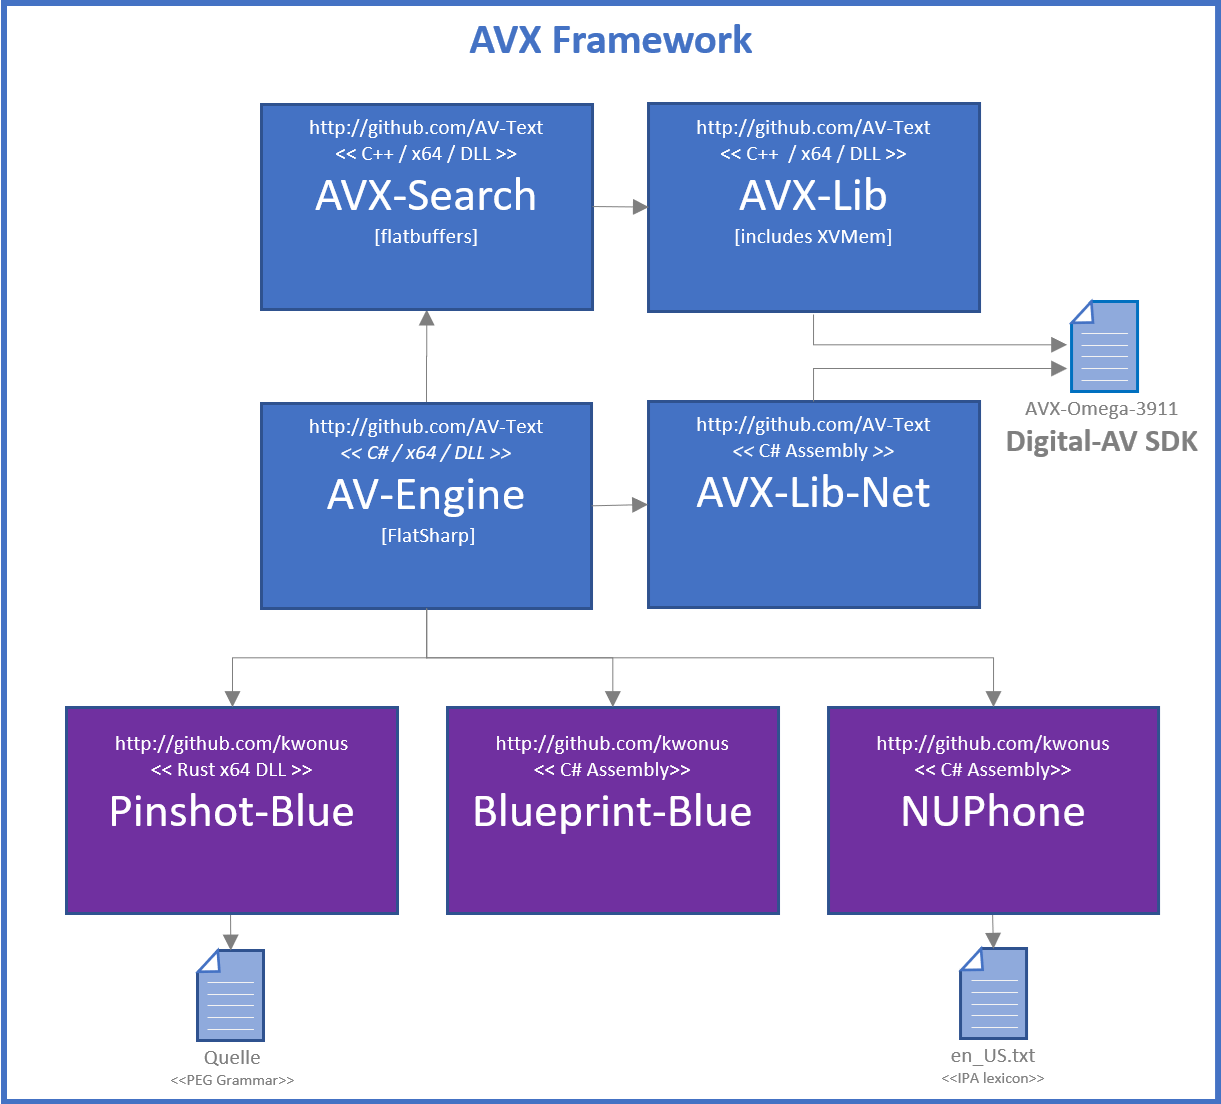 AVX Framework
http://github.com/AV-Text
<< C++ / x64 / DLL >>
AVX-Search
[flatbuffers]
http://github.com/AV-Text
<< C++  / x64 / DLL >>
AVX-Lib
[includes XVMem]
AVX-Omega-3911
Digital-AV SDK
http://github.com/AV-Text
<< C# / x64 / DLL >>
AV-Engine
[FlatSharp]
http://github.com/AV-Text
<< C# Assembly >>
AVX-Lib-Net
http://github.com/kwonus
<< Rust x64 DLL >>
Pinshot-Blue
http://github.com/kwonus
<< C# Assembly>>
Blueprint-Blue
http://github.com/kwonus
<< C# Assembly>>
NUPhone
Quelle
<<PEG Grammar>>
en_US.txt
<<IPA lexicon>>